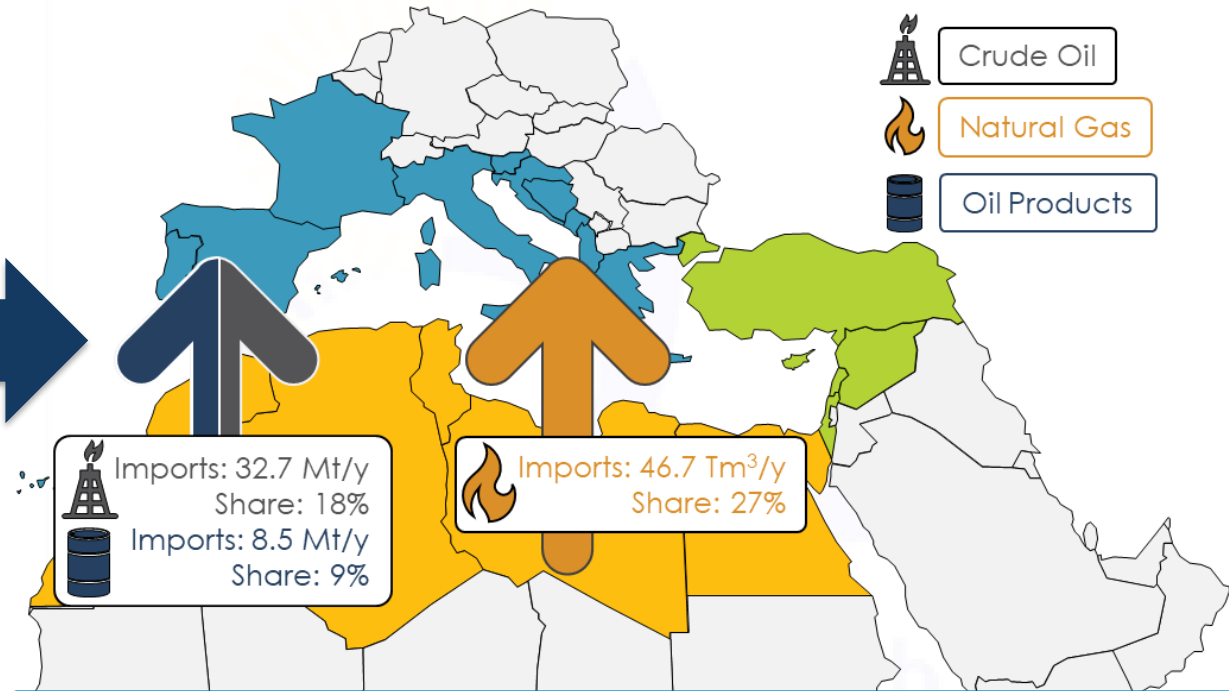 Crude Oil
Natural Gas
Oil Products
Imports: 32.7 Mt/y
Share: 18%
Imports: 8.5 Mt/y
Share: 9%
Imports: 46.7 Tm³/y
Share: 27%